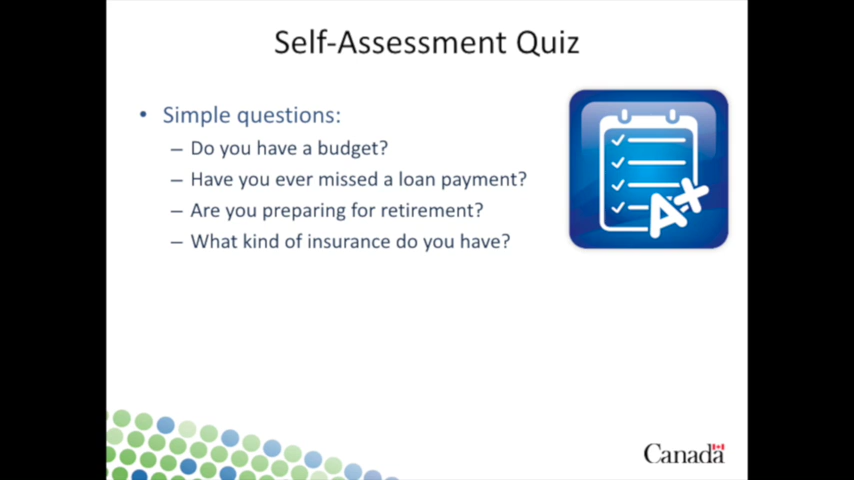 Self-Assessment Quiz
• Simple questions:
– Do you have a budget?
– Have you ever missed a loan payment?
– Are you preparing for retirement?
– What kind of insurance do you have?
A+
Canada